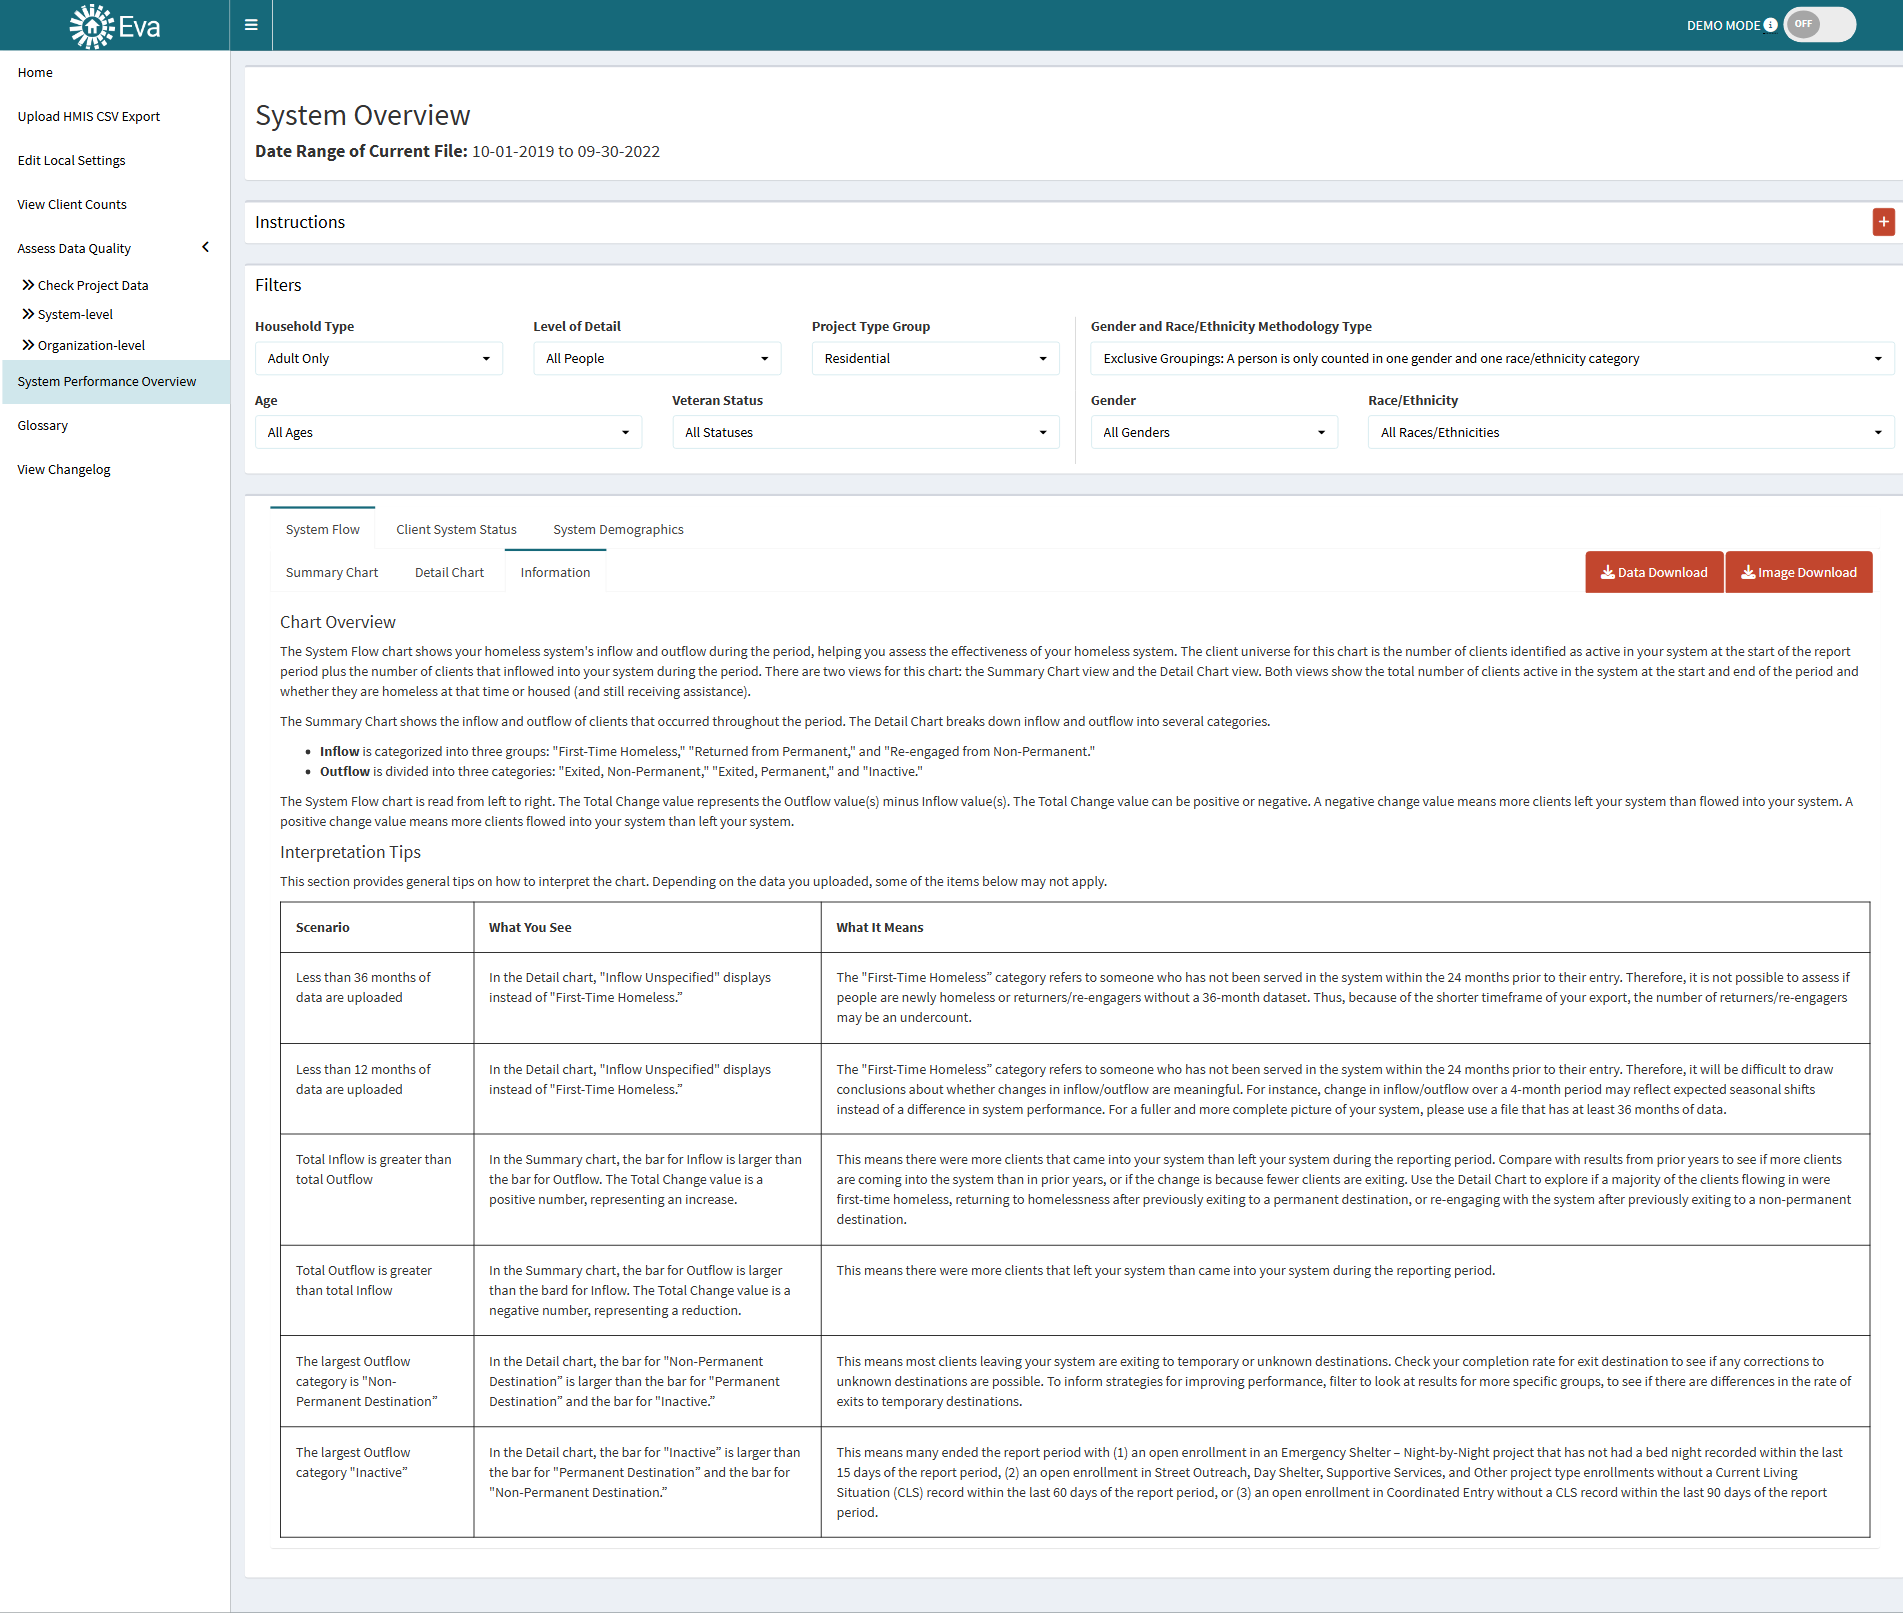 Eva
DEMO MODE
OFF
Home
Upload HMIS CSV Export
Edit Local Settings
View Client Counts
Assess Data Quality
Check Project Data
System-level
Organization-level
System Performance Overview
Glossary
View Changelog
System Overview
Date Range of Current File: 10-01-2019 to 09-30-2022
Instructions
+
Filters
Household Type
Level of Detail
Project Type Group
Gender and Race/Ethnicity Methodology Type
Adult Only
All People
Residential
Exclusive Groupings: A person is only counted in one gender and one race/ethnicity category
Age
Veteran Status
Gender
Race/Ethnicity
All Ages
All Statuses
All Genders
All Races/Ethnicities
System Flow
Client System Status
System Demographics
Summary Chart
Detail Chart
Information
Data Download
Image Download
Chart Overview
The System Flow chart shows your homeless system's inflow and outflow during the period, helping you assess the effectiveness of your homeless system. The client universe for this chart is the number of clients identified as active in your system at the start of the report
period plus the number of clients that inflowed into your system during the period. There are two views for this chart: the Summary Chart view and the Detail Chart view. Both views show the total number of clients active in the system at the start and end of the period and
whether they are homeless at that time or housed (and still receiving assistance).
The Summary Chart shows the inflow and outflow of clients that occurred throughout the period. The Detail Chart breaks down inflow and outflow into several categories.
• Inflow is categorized into three groups: "First-Time Homeless," "Returned from Permanent," and "Re-engaged from Non-Permanent."
• Outflow is divided into three categories: "Exited, Non-Permanent," "Exited, Permanent," and "Inactive."
The System Flow chart is read from left to right. The Total Change value represents the Outflow value(s) minus Inflow value(s). The Total Change value can be positive or negative. A negative change value means more clients left your system than flowed into your system. A
positive change value means more clients flowed into your system than left your system.
Interpretation Tips
This section provides general tips on how to interpret the chart. Depending on the data you uploaded, some of the items below may not apply.
Scenario
What You See
What It Means
Less than 36 months of
data are uploaded
In the Detail chart, "Inflow Unspecified" displays
instead of "First-Time Homeless.”
The "First-Time Homeless” category refers to someone who has not been served in the system within the 24 months prior to their entry. Therefore, it is not possible to assess if
people are newly homeless or returners/re-engagers without a 36-month dataset. Thus, because of the shorter timeframe of your export, the number of returners/re-engagers
may be an undercount.
Less than 12 months of
data are uploaded
In the Detail chart, "Inflow Unspecified" displays
instead of "First-Time Homeless.”
The "First-Time Homeless” category refers to someone who has not been served in the system within the 24 months prior to their entry. Therefore, it will be difficult to draw
conclusions about whether changes in inflow/outflow are meaningful. For instance, change in inflow/outflow over a 4-month period may reflect expected seasonal shifts
instead of a difference in system performance. For a fuller and more complete picture of your system, please use a file that has at least 36 months of data.
Total Inflow is greater than
total Outflow
In the Summary chart, the bar for Inflow is larger than
the bar for Outflow. The Total Change value is a
positive number, representing an increase.
This means there were more clients that came into your system than left your system during the reporting period. Compare with results from prior years to see if more clients
are coming into the system than in prior years, or if the change is because fewer clients are exiting. Use the Detail Chart to explore if a majority of the clients flowing in were
first-time homeless, returning to homelessness after previously exiting to a permanent destination, or re-engaging with the system after previously exiting to a non-permanent
destination.
Total Outflow is greater
than total Inflow
In the Summary chart, the bar for Outflow is larger
than the bard for Inflow. The Total Change value is a
negative number, representing a reduction.
This means there were more clients that left your system than came into your system during the reporting period.
The largest Outflow
category is "Non-
Permanent Destination”
In the Detail chart, the bar for "Non-Permanent
Destination” is larger than the bar for "Permanent
Destination” and the bar for "Inactive.”
This means most clients leaving your system are exiting to temporary or unknown destinations. Check your completion rate for exit destination to see if any corrections to
unknown destinations are possible. To inform strategies for improving performance, filter to look at results for more specific groups, to see if there are differences in the rate of
exits to temporary destinations.
The largest Outflow
category "Inactive”
In the Detail chart, the bar for "Inactive” is larger than
the bar for "Permanent Destination” and the bar for
"Non-Permanent Destination.”
This means many ended the report period with (1) an open enrollment in an Emergency Shelter – Night-by-Night project that has not had a bed night recorded within the last
15 days of the report period, (2) an open enrollment in Street Outreach, Day Shelter, Supportive Services, and Other project type enrollments without a Current Living
Situation (CLS) record within the last 60 days of the report period, or (3) an open enrollment in Coordinated Entry without a CLS record within the last 90 days of the report
period.